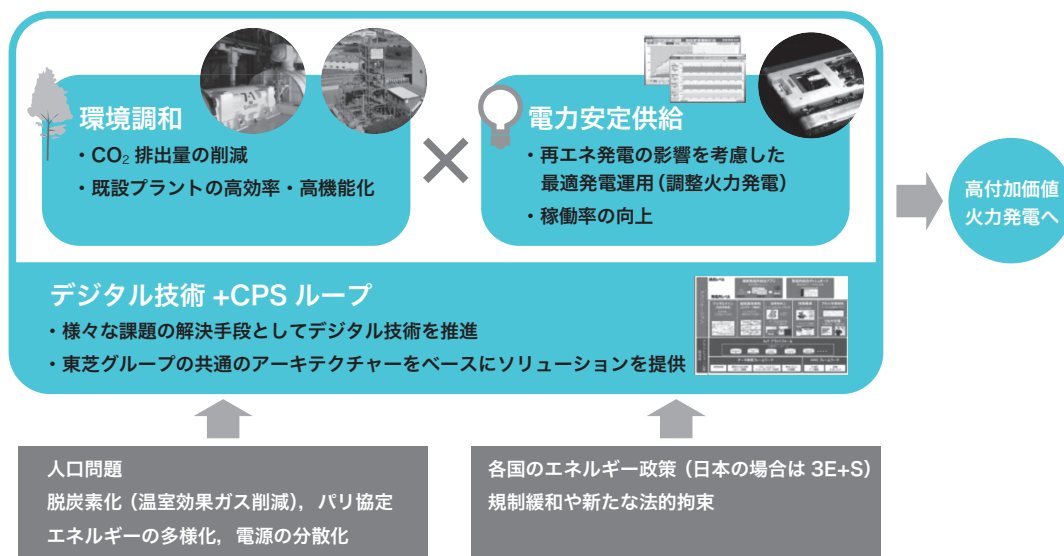 環境調和
・CO₂ 排出量の削減
・既設プラントの高効率・高機能化
電力安定供給
・再エネ発電の影響を考慮した
最適発電運用（調整火力発電）
・稼働率の向上
高付加価値
火力発電へ
デジタル技術 +CPS ループ
・様々な課題の解決手段としてデジタル技術を推進
・東芝グループの共通のアーキテクチャーをベースにソリューションを提供
人口問題
脱炭素化（温室効果ガス削減），パリ協定
エネルギーの多様化，電源の分散化
各国のエネルギー政策（日本の場合は 3E+S）
規制緩和や新たな法的拘束